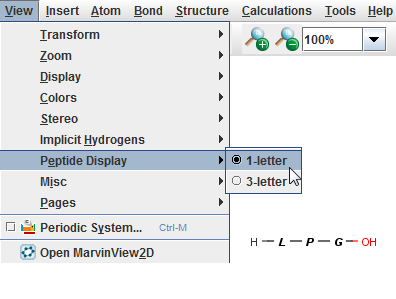 View Insert Atom Bond Structure Calculations Tools Help
Transform
Zoom
100%
Display
Colors
Stereo
Implicit Hydrogens
Peptide Display
1-letter
Misc
3-letter
Pages
Periodic System... Ctrl-M
H L P G OH
Open MarvinView2D